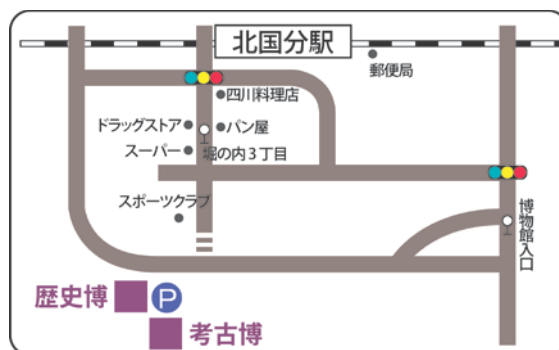 北国分駅
郵便局
四川料理店
ドラッグストア
パン屋
スーパー
堀の内3丁目
スポーツクラブ
博物館入口
歴史博
P
考古博